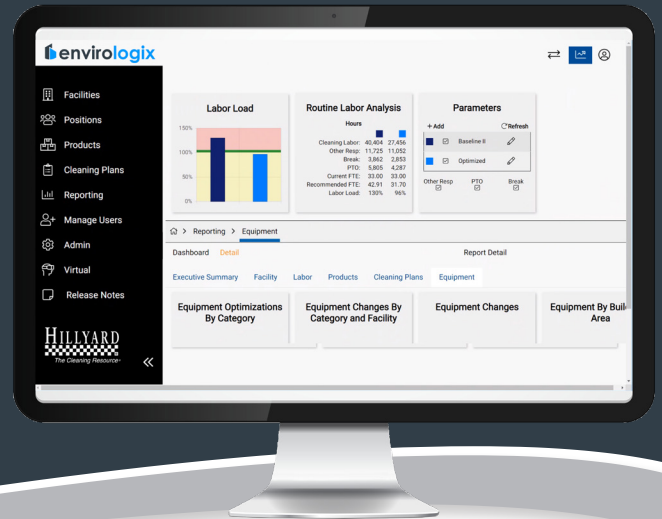 envirologix
Facilities
Positions
Products
Cleaning Plans
Reporting
Manage Users
Admin
Virtual
Release Notes
HILLYARD
The Cleaning Resource®
Labor Load
150%
100%
50%
0%
Routine Labor Analysis
Hours
Cleaning Labor: 40,404 27,456
Other Resp: 11,725 11,052
Break: 3,862 2,853
PTO: 5,805 4,287
Current FTE: 33.00 33.00
Recommended FTE: 42.91 31.70
Labor Load: 130% 96%
Parameters
+ Add Refresh
Baseline II
Optimized
Other Resp PTO Break
> Reporting > Equipment
Dashboard Detail Report Detail
Executive Summary Facility Labor Products Cleaning Plans Equipment
Equipment Optimizations
By Category
Equipment Changes By
Category and Facility
Equipment Changes
Equipment By Buil
Area